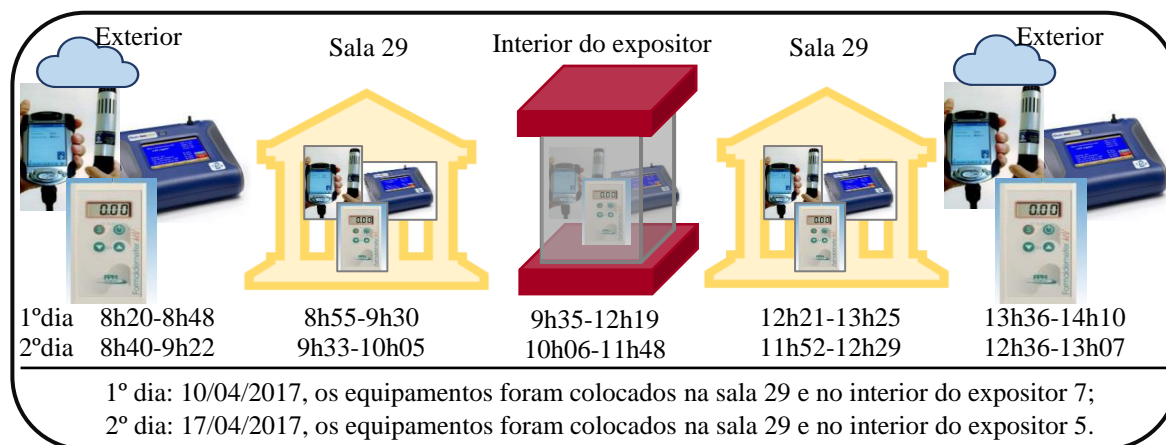 Exterior
Sala 29
Interior do expositor
Sala 29
Exterior
0.00
0.00
0.00
0.00
0.00
1ºdia 8h20-8h48 8h55-9h30 9h35-12h19 12h21-13h25 13h36-14h10
2ºdia 8h40-9h22 9h33-10h05 10h06-11h48 11h52-12h29 12h36-13h07
1º dia: 10/04/2017, os equipamentos foram colocados na sala 29 e no interior do expositor 7;
2º dia: 17/04/2017, os equipamentos foram colocados na sala 29 e no interior do expositor 5.